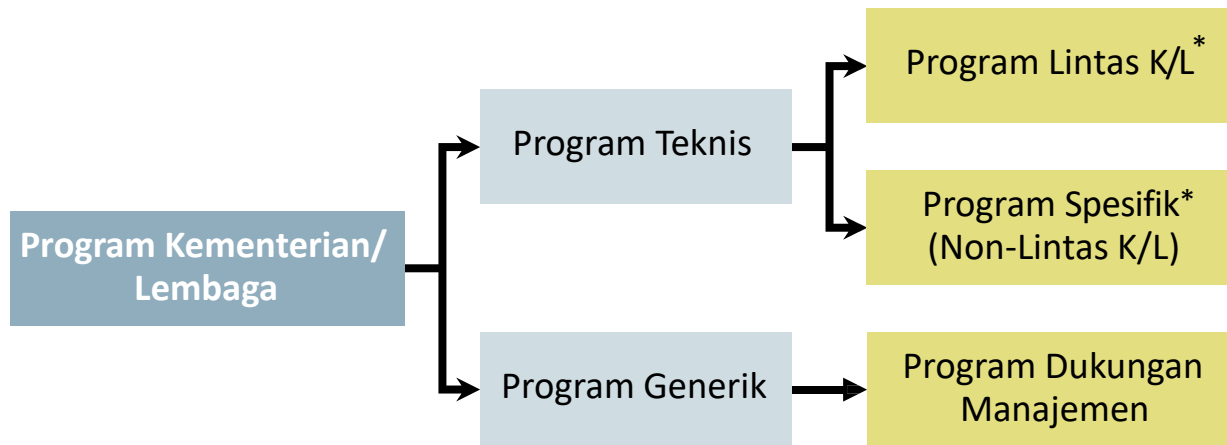 Program Lintas K/L*
Program Teknis
Program Spesifik*
(Non-Lintas K/L)
Program Kementerian/
Lembaga
Program Generik
Program Dukungan
Manajemen